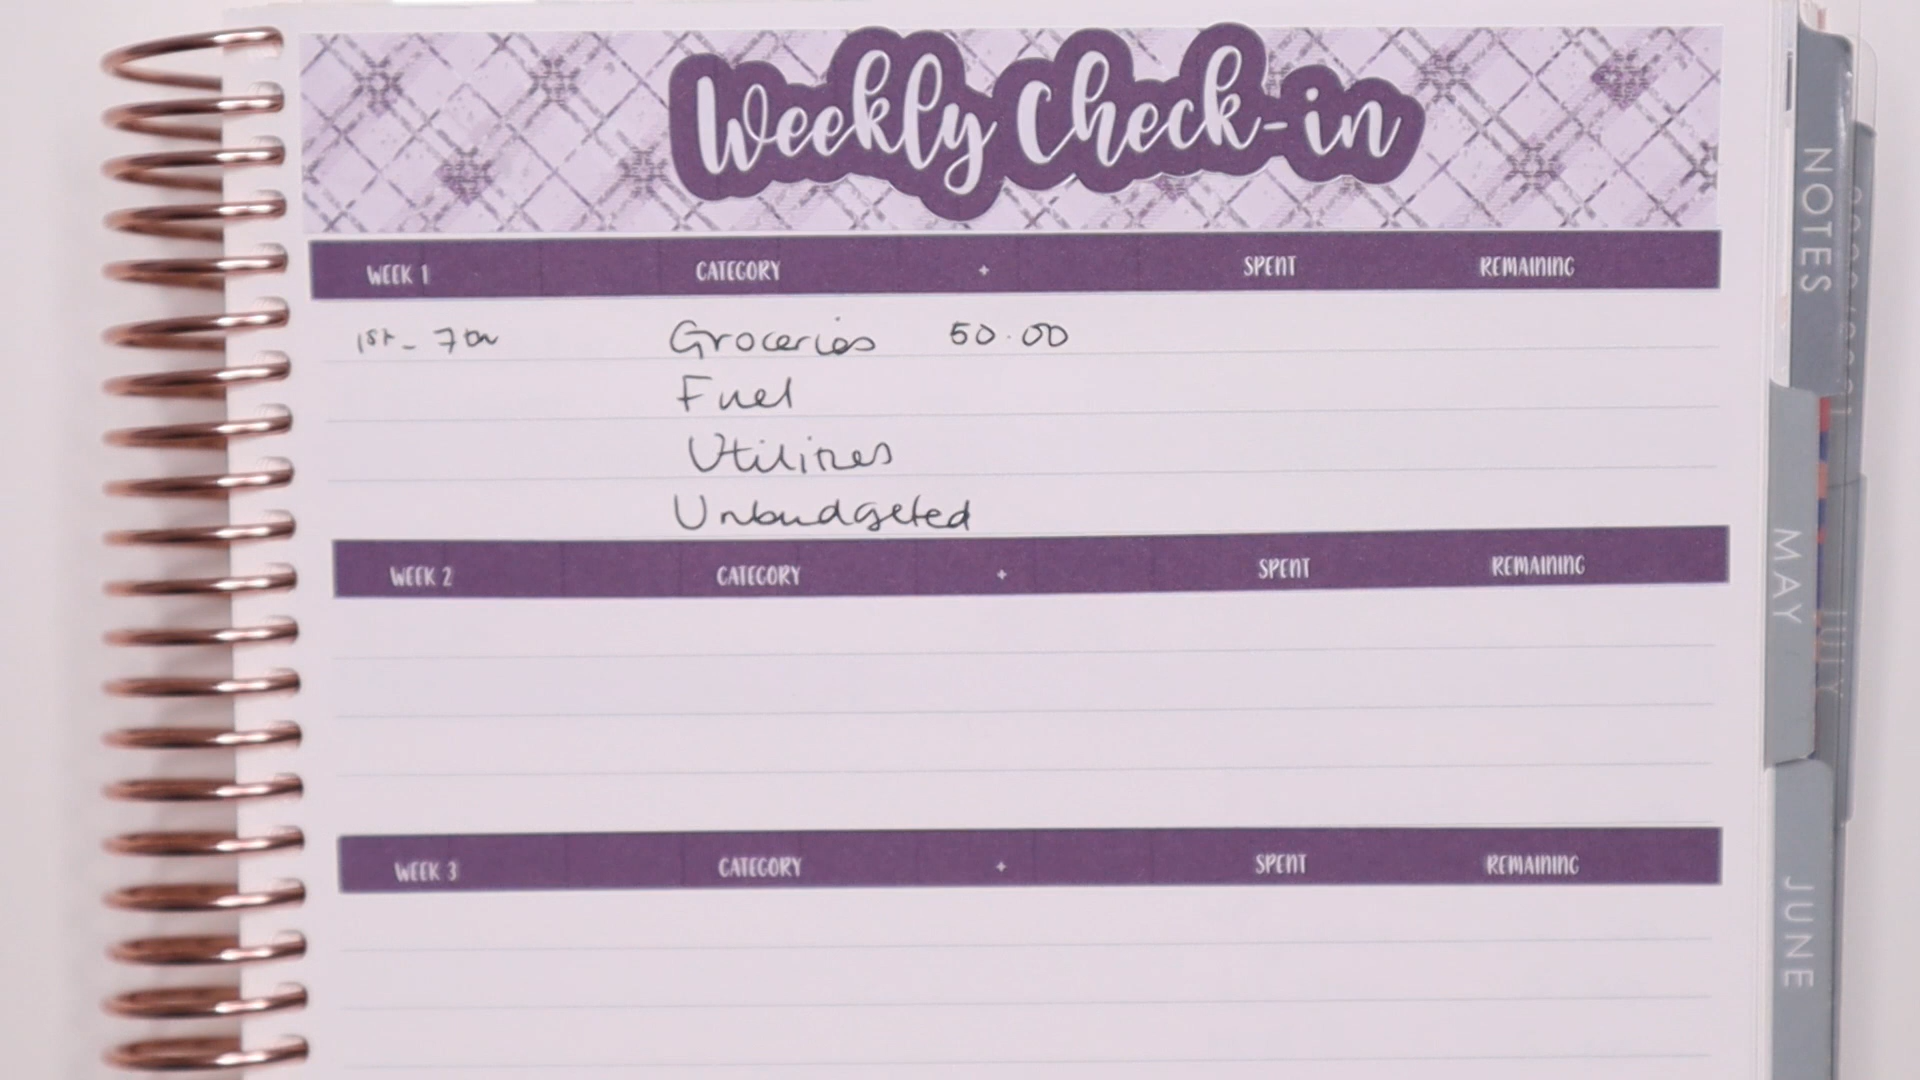 Weekly Check-in
WEEK 1 CATEGORY + SPENT REMAINING
1st - 7th Groceries 50.00
Fuel
Utilities
Unbudgeted
WEEK 2 CATEGORY + SPENT REMAINING
WEEK 3 CATEGORY + SPENT REMAINING
NOTES
MAY
JUNE
JULY